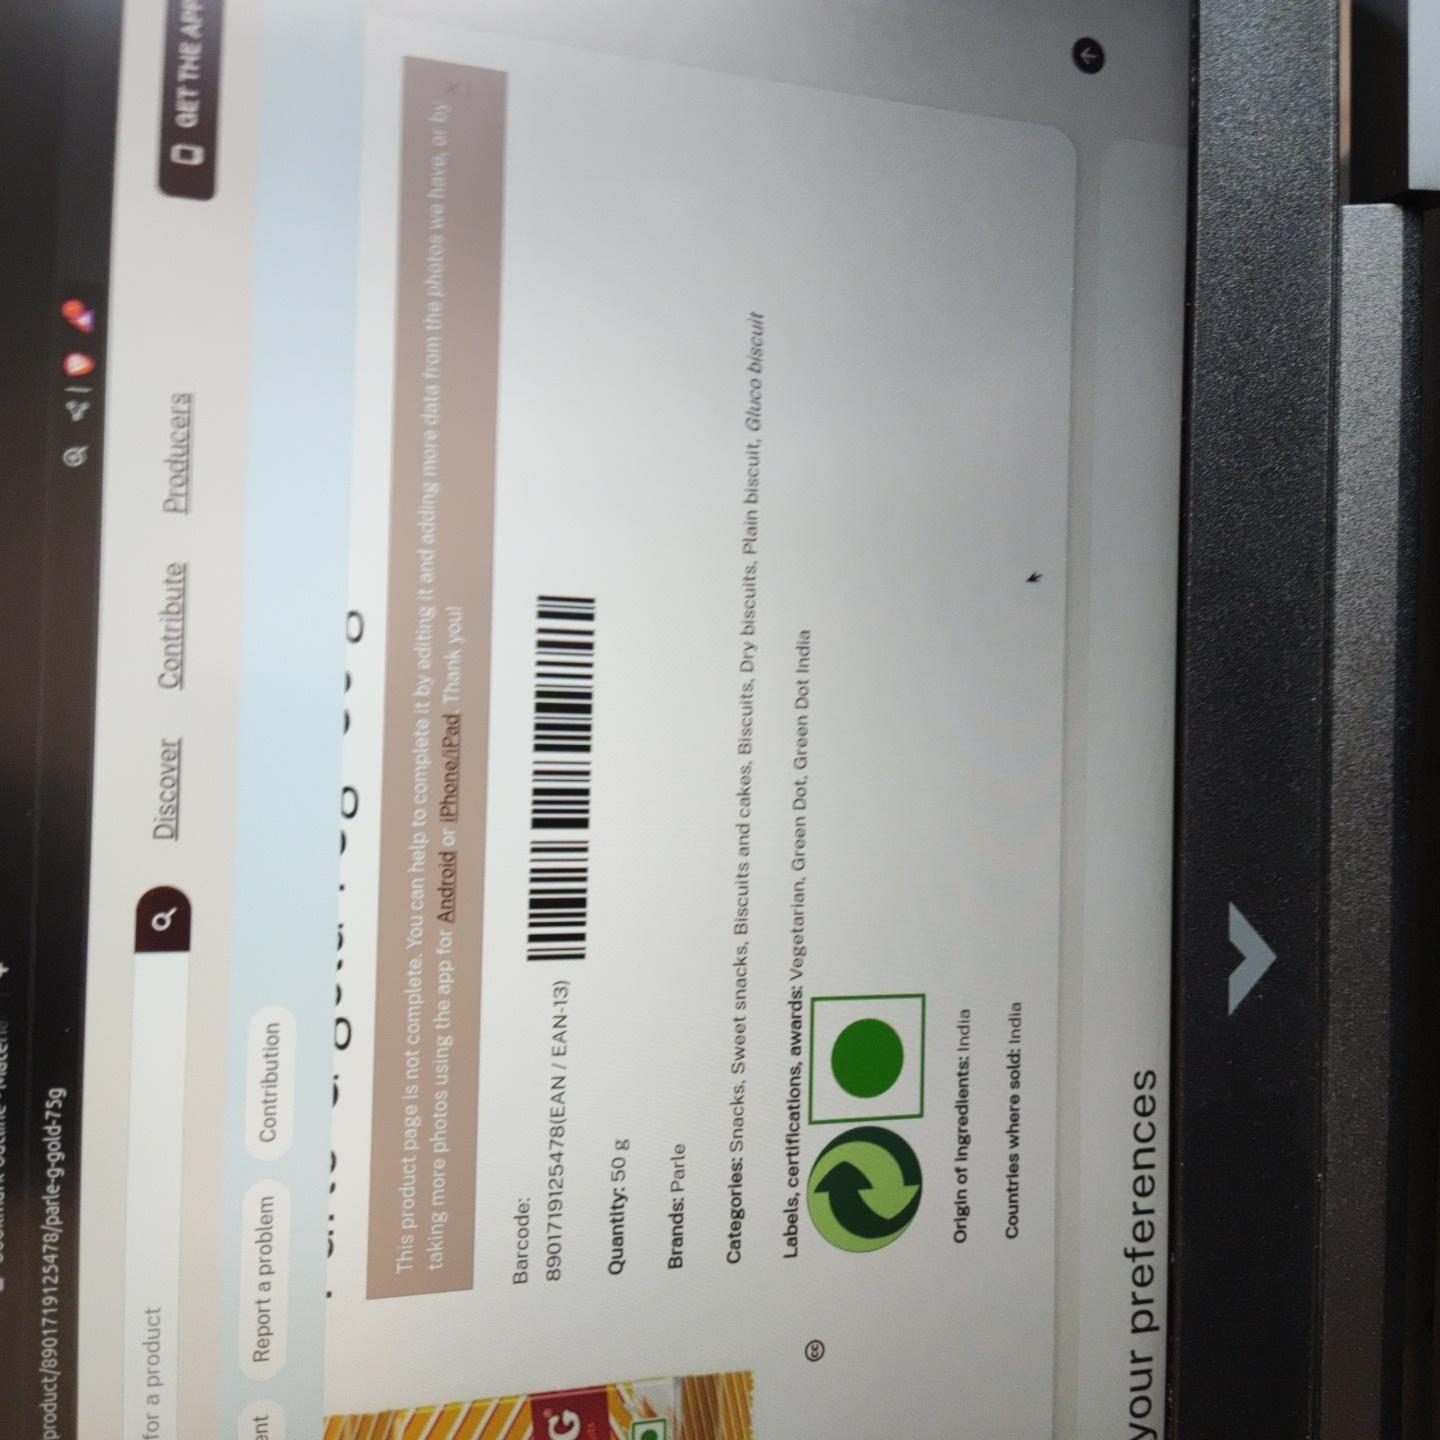 product/8901719125478/parle-g-gold-75g
for a product
Discover
Contribute
Producers
GET THE APP
Report a problem
Contribution
This product page is not complete. You can help to complete it by editing it and adding more data from the photos we have, or by
taking more photos using the app for Android or iPhone/iPad. Thank you!
×
Barcode:
8901719125478(EAN / EAN-13)
Quantity: 50 g
Brands: Parle
Categories: Snacks, Sweet snacks, Biscuits and cakes, Biscuits, Dry biscuits, Plain biscuit, Gluco biscuit
Labels, certifications, awards: Vegetarian, Green Dot, Green Dot India
Origin of ingredients: India
Countries where sold: India
G
cc
your preferences